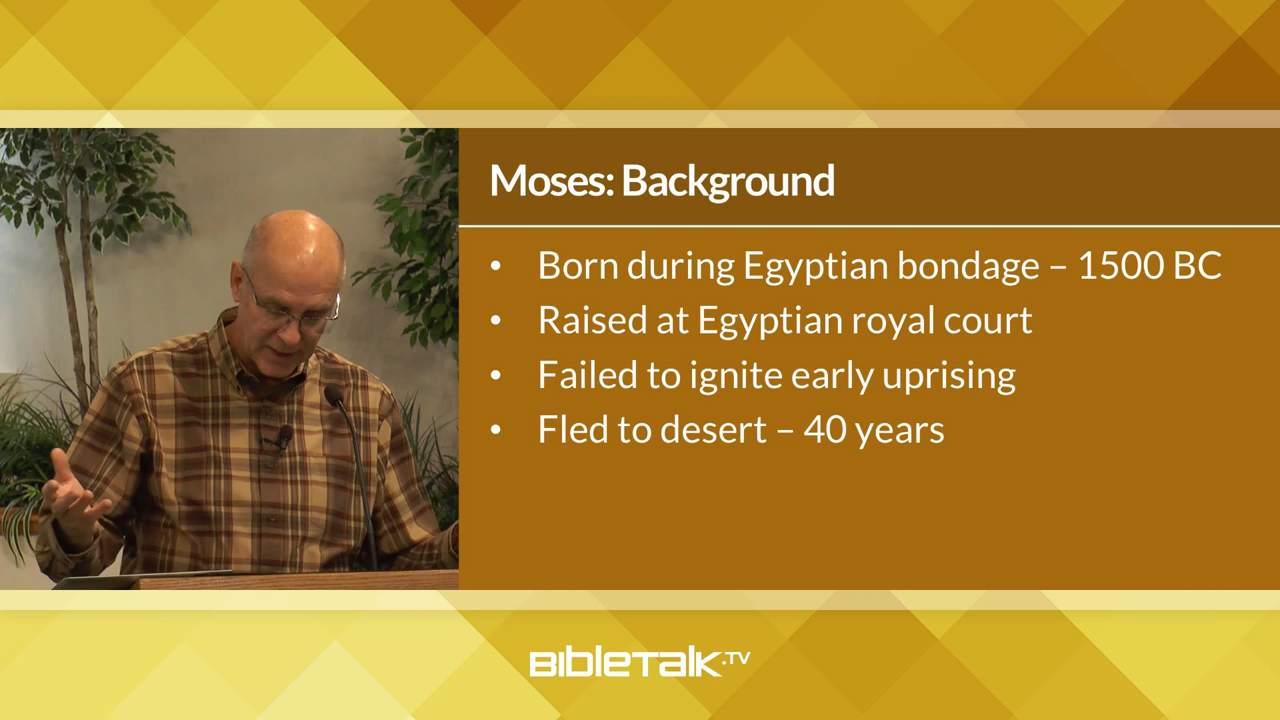 Moses: Background
• Born during Egyptian bondage – 1500 BC
• Raised at Egyptian royal court
• Failed to ignite early uprising
• Fled to desert – 40 years
BIBLETALK.TV